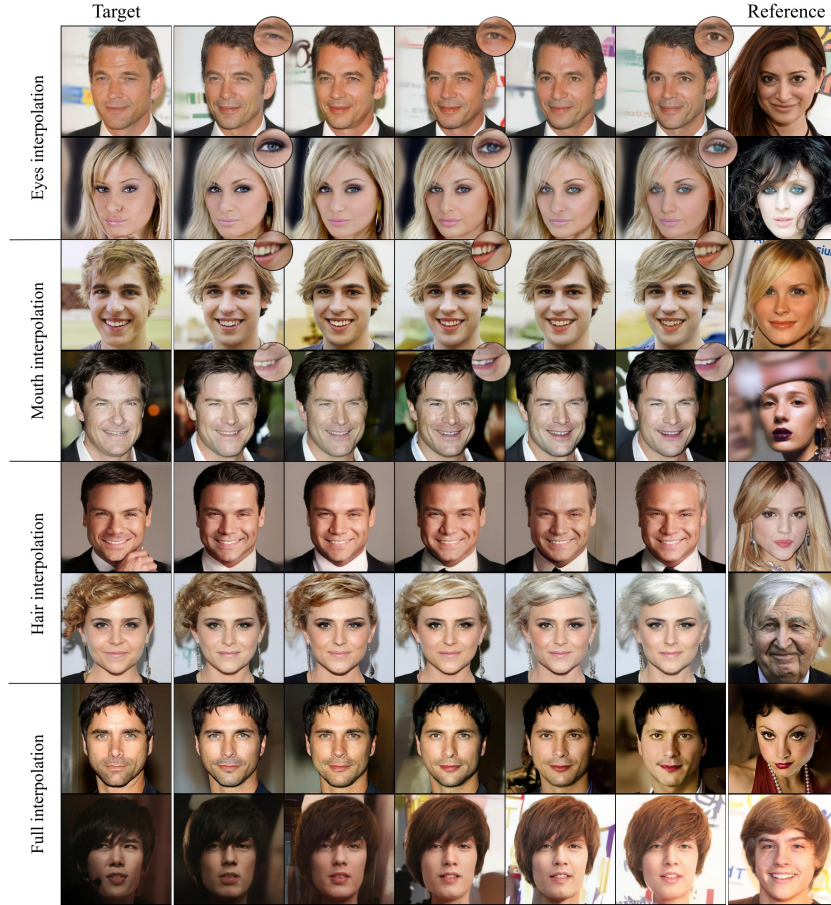 Target
Reference
Eyes interpolation
Mouth interpolation
Hair interpolation
Full interpolation